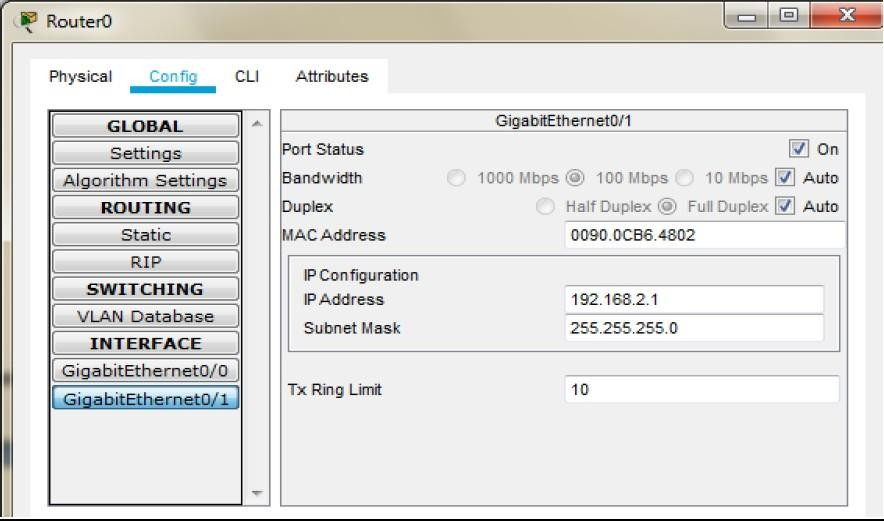 Router0
Physical Config CLI Attributes
GLOBAL
Settings
Algorithm Settings
ROUTING
Static
RIP
SWITCHING
VLAN Database
INTERFACE
GigabitEthernet0/0
GigabitEthernet0/1
GigabitEthernet0/1
Port Status On
Bandwidth 1000 Mbps 100 Mbps 10 Mbps Auto
Duplex Half Duplex Full Duplex Auto
MAC Address 0090.0CB6.4802
IP Configuration
IP Address 192.168.2.1
Subnet Mask 255.255.255.0
Tx Ring Limit 10